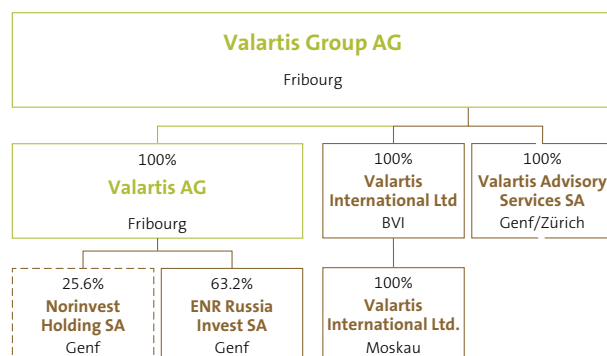 Valartis Group AG
Fribourg
100%
Valartis AG
Fribourg
100%
Valartis
International Ltd
BVI
100%
Valartis Advisory
Services SA
Genf/Zürich
25.6%
Norinvest
Holding SA
Genf
63.2%
ENR Russia
Invest SA
Genf
100%
Valartis
International Ltd.
Moskau